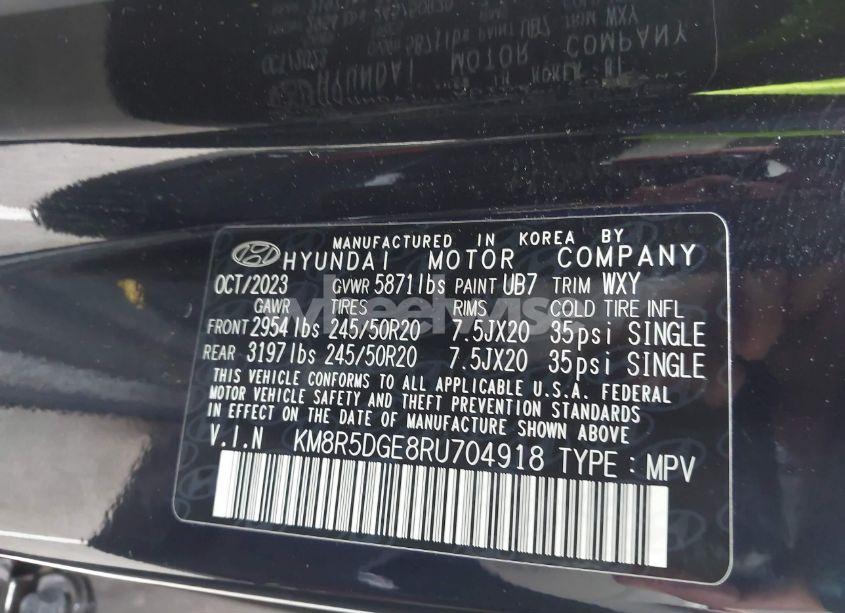 MANUFACTURED IN KOREA BY
HYUNDAI MOTOR COMPANY
OCT/2023 GVWR 5871lbs PAINT UB7 TRIM WXY
GAWR TIRES RIMS COLD TIRE INFL
FRONT 2954lbs 245/50R20 7.5JX20 35psi SINGLE
REAR 3197lbs 245/50R20 7.5JX20 35psi SINGLE
THIS VEHICLE CONFORMS TO ALL APPLICABLE U.S.A. FEDERAL
MOTOR VEHICLE SAFETY AND THEFT PREVENTION STANDARDS
IN EFFECT ON THE DATE OF MANUFACTURE SHOWN ABOVE
V.I.N KM8R5DGE8RU704918 TYPE : MPV